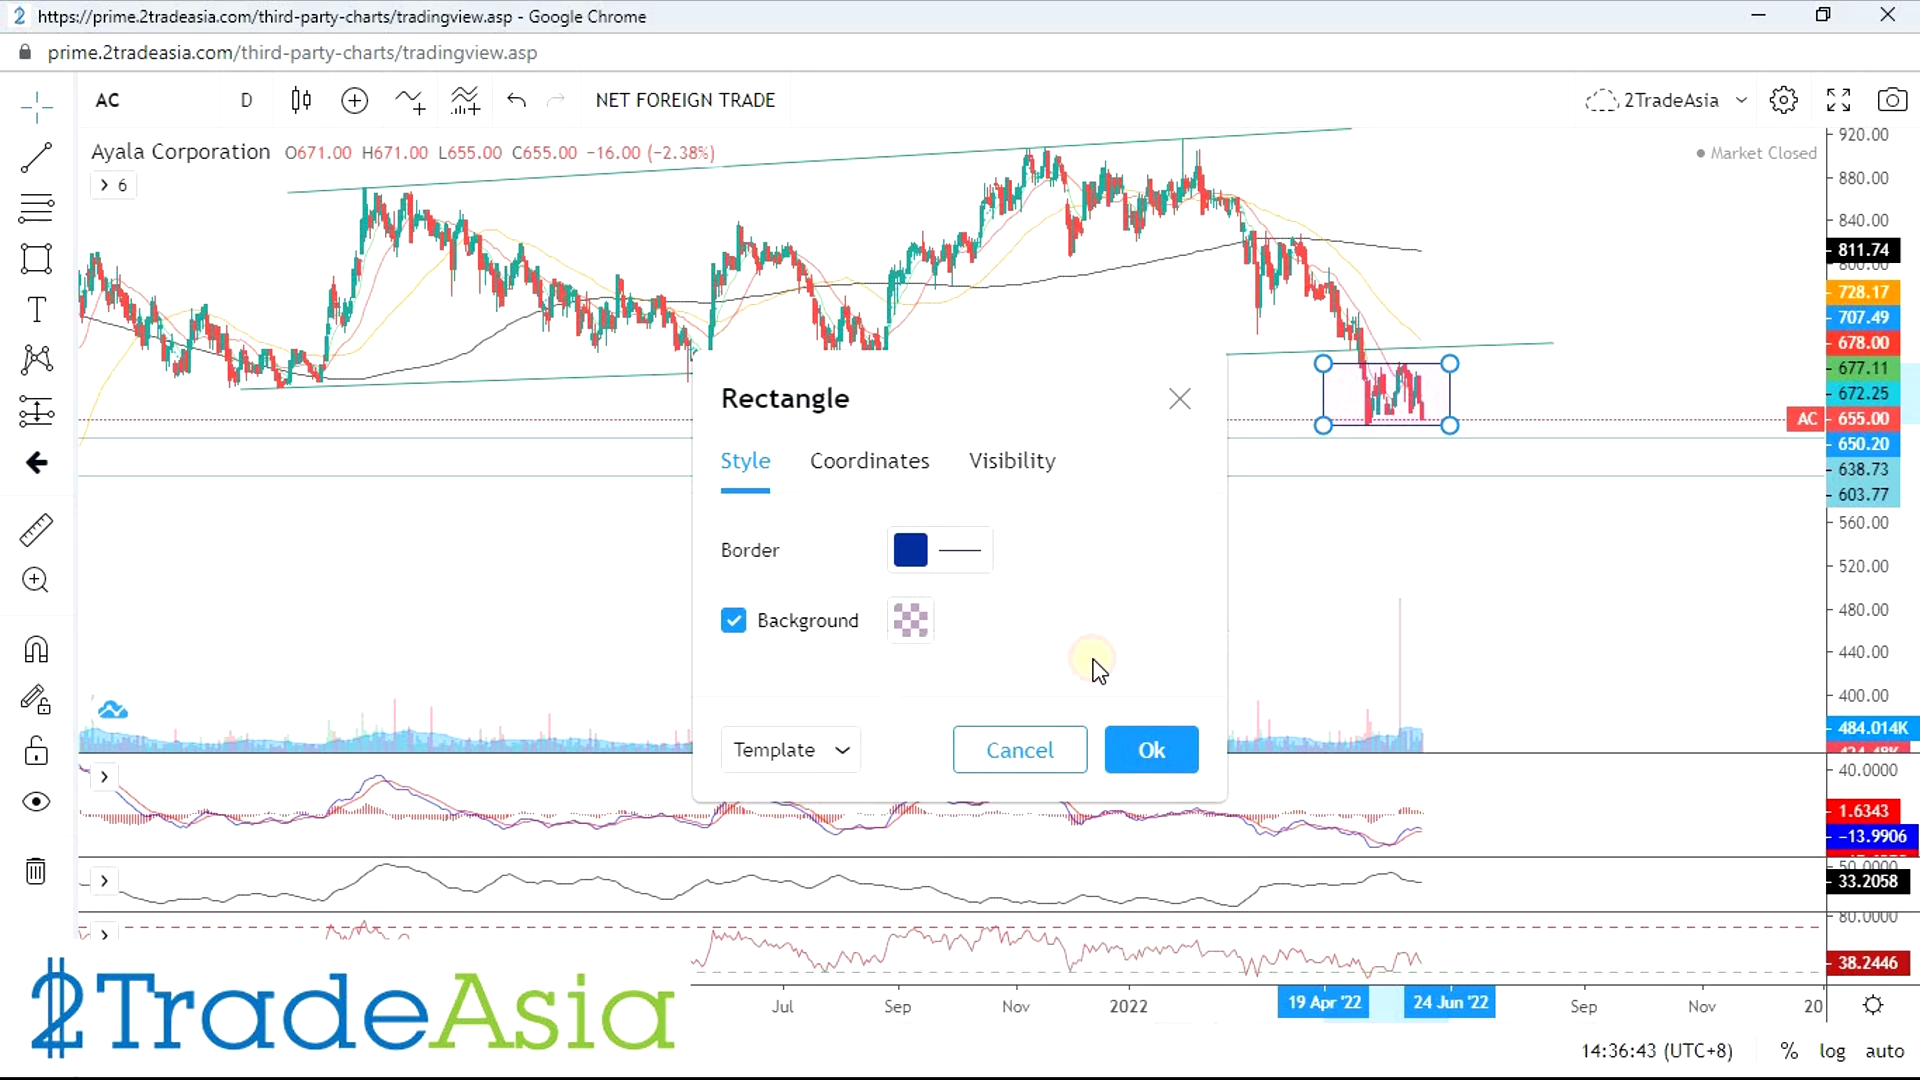 https://prime.2tradeasia.com/third-party-charts/tradingview.asp - Google Chrome
prime.2tradeasia.com/third-party-charts/tradingview.asp
AC D NET FOREIGN TRADE 2TradeAsia
Ayala Corporation O671.00 H671.00 L655.00 C655.00 −16.00 (−2.38%)
Market Closed
6
920.00
880.00
840.00
811.74
800.00
728.17
707.49
678.00
677.11
672.25
AC 655.00
650.20
638.73
603.77
560.00
520.00
480.00
440.00
400.00
484.014K
Rectangle
Style Coordinates Visibility
Border
Background
Template Cancel Ok
40.0000
1.6343
−13.9906
50.0000
33.2058
80.0000
38.2446
Jul Sep Nov 2022 19 Apr '22 24 Jun '22 Sep Nov 20
2TradeAsia
14:36:43 (UTC+8) % log auto